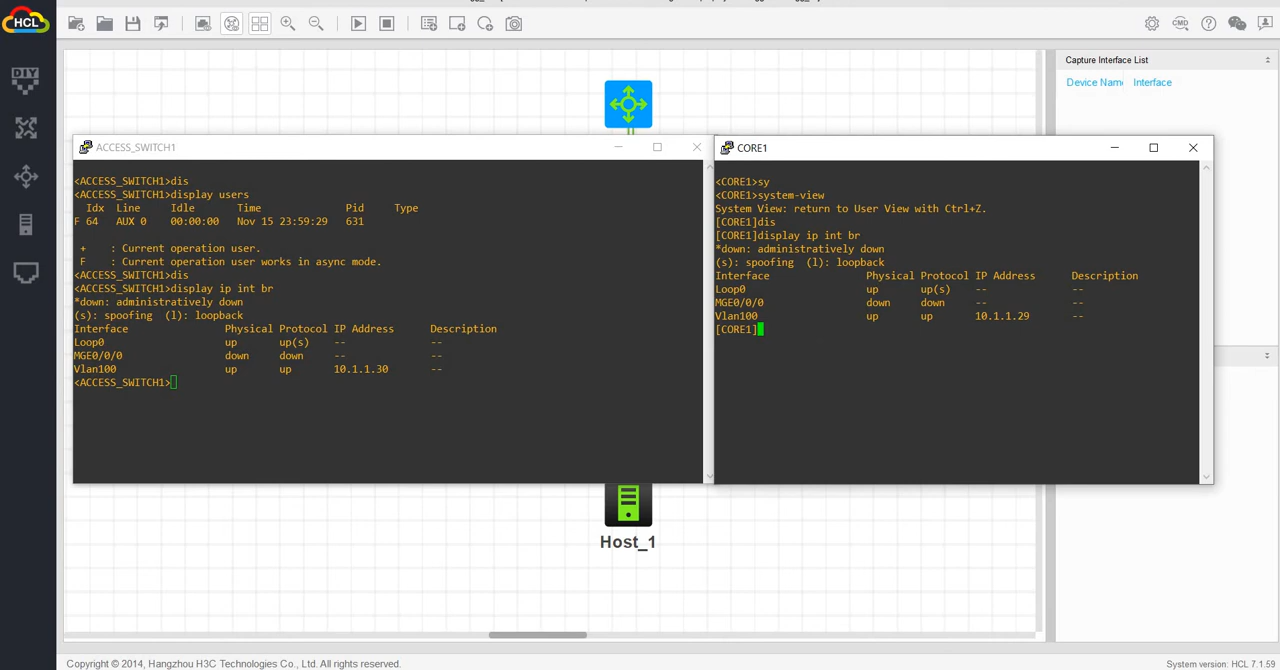 HCL
DIY
CMD
Capture Interface List
Device Name Interface
ACCESS_SWITCH1
<ACCESS_SWITCH1>dis
<ACCESS_SWITCH1>display users
Idx Line Idle Time Pid Type
F 64 AUX 0 00:00:00 Nov 15 23:59:29 631
+ : Current operation user.
F : Current operation user works in async mode.
<ACCESS_SWITCH1>dis
<ACCESS_SWITCH1>display ip int br
*down: administratively down
(s): spoofing (l): loopback
Interface Physical Protocol IP Address Description
Loop0 up up(s) -- --
MGE0/0/0 down down -- --
Vlan100 up up 10.1.1.30 --
<ACCESS_SWITCH1>
CORE1
<CORE1>sy
<CORE1>system-view
System View: return to User View with Ctrl+Z.
[CORE1]dis
[CORE1]display ip int br
*down: administratively down
(s): spoofing (l): loopback
Interface Physical Protocol IP Address Description
Loop0 up up(s) -- --
MGE0/0/0 down down -- --
Vlan100 up up 10.1.1.29 --
[CORE1]
Host_1
Copyright © 2014, Hangzhou H3C Technologies Co., Ltd. All rights reserved.
System version: HCL 7.1.59